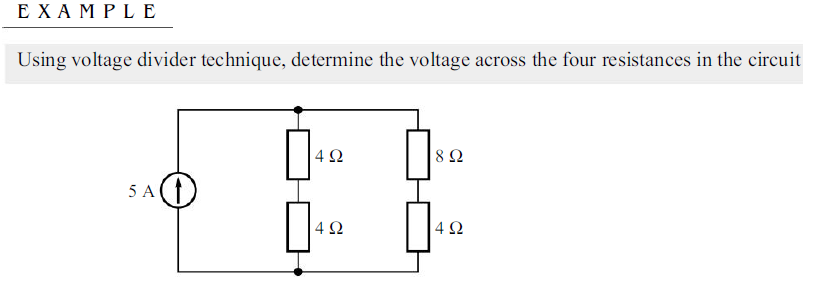 EXAMPLE
Using voltage divider technique, determine the voltage across the four resistances in the circuit
4 Ω
8 Ω
5 A
4 Ω
4 Ω